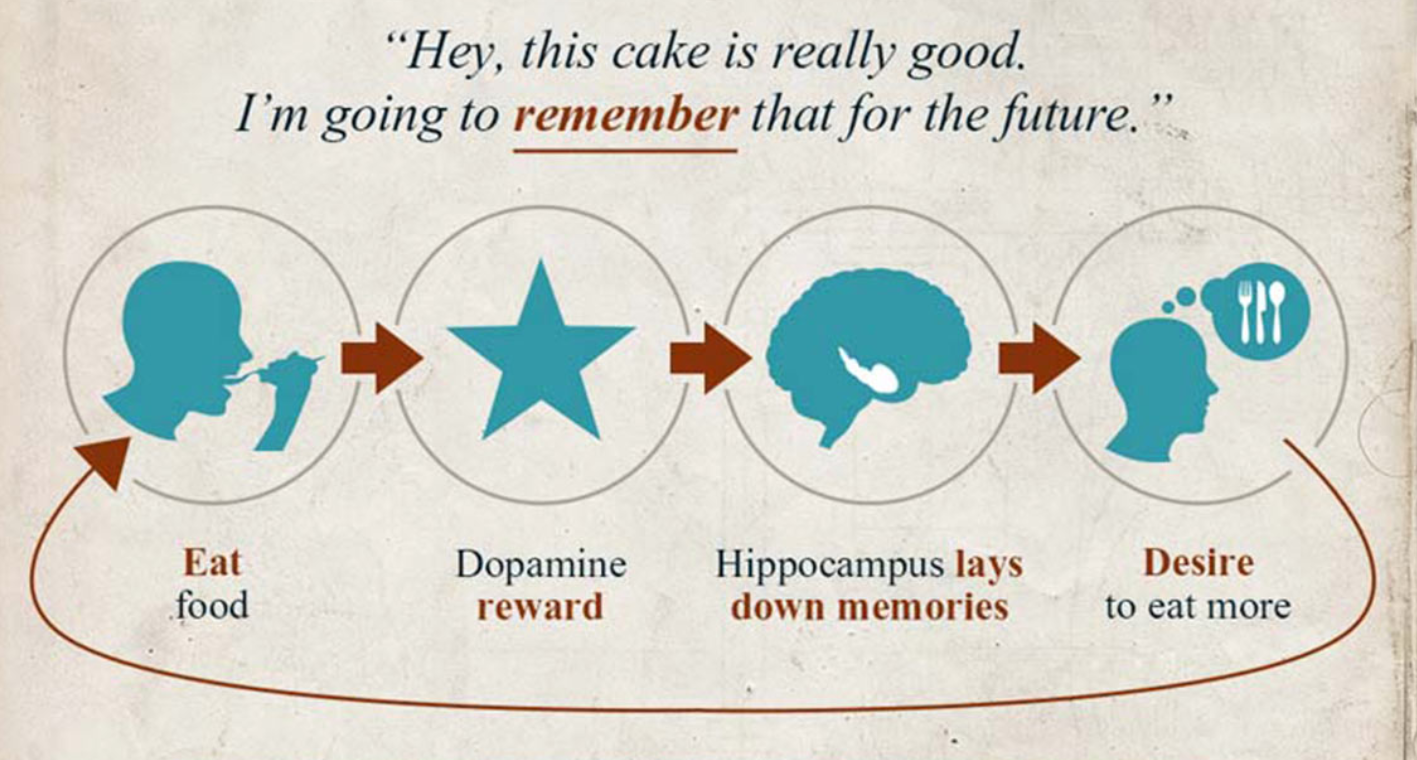 “Hey, this cake is really good.
I’m going to remember that for the future.”
Eat
food
Dopamine
reward
Hippocampus lays
down memories
Desire
to eat more